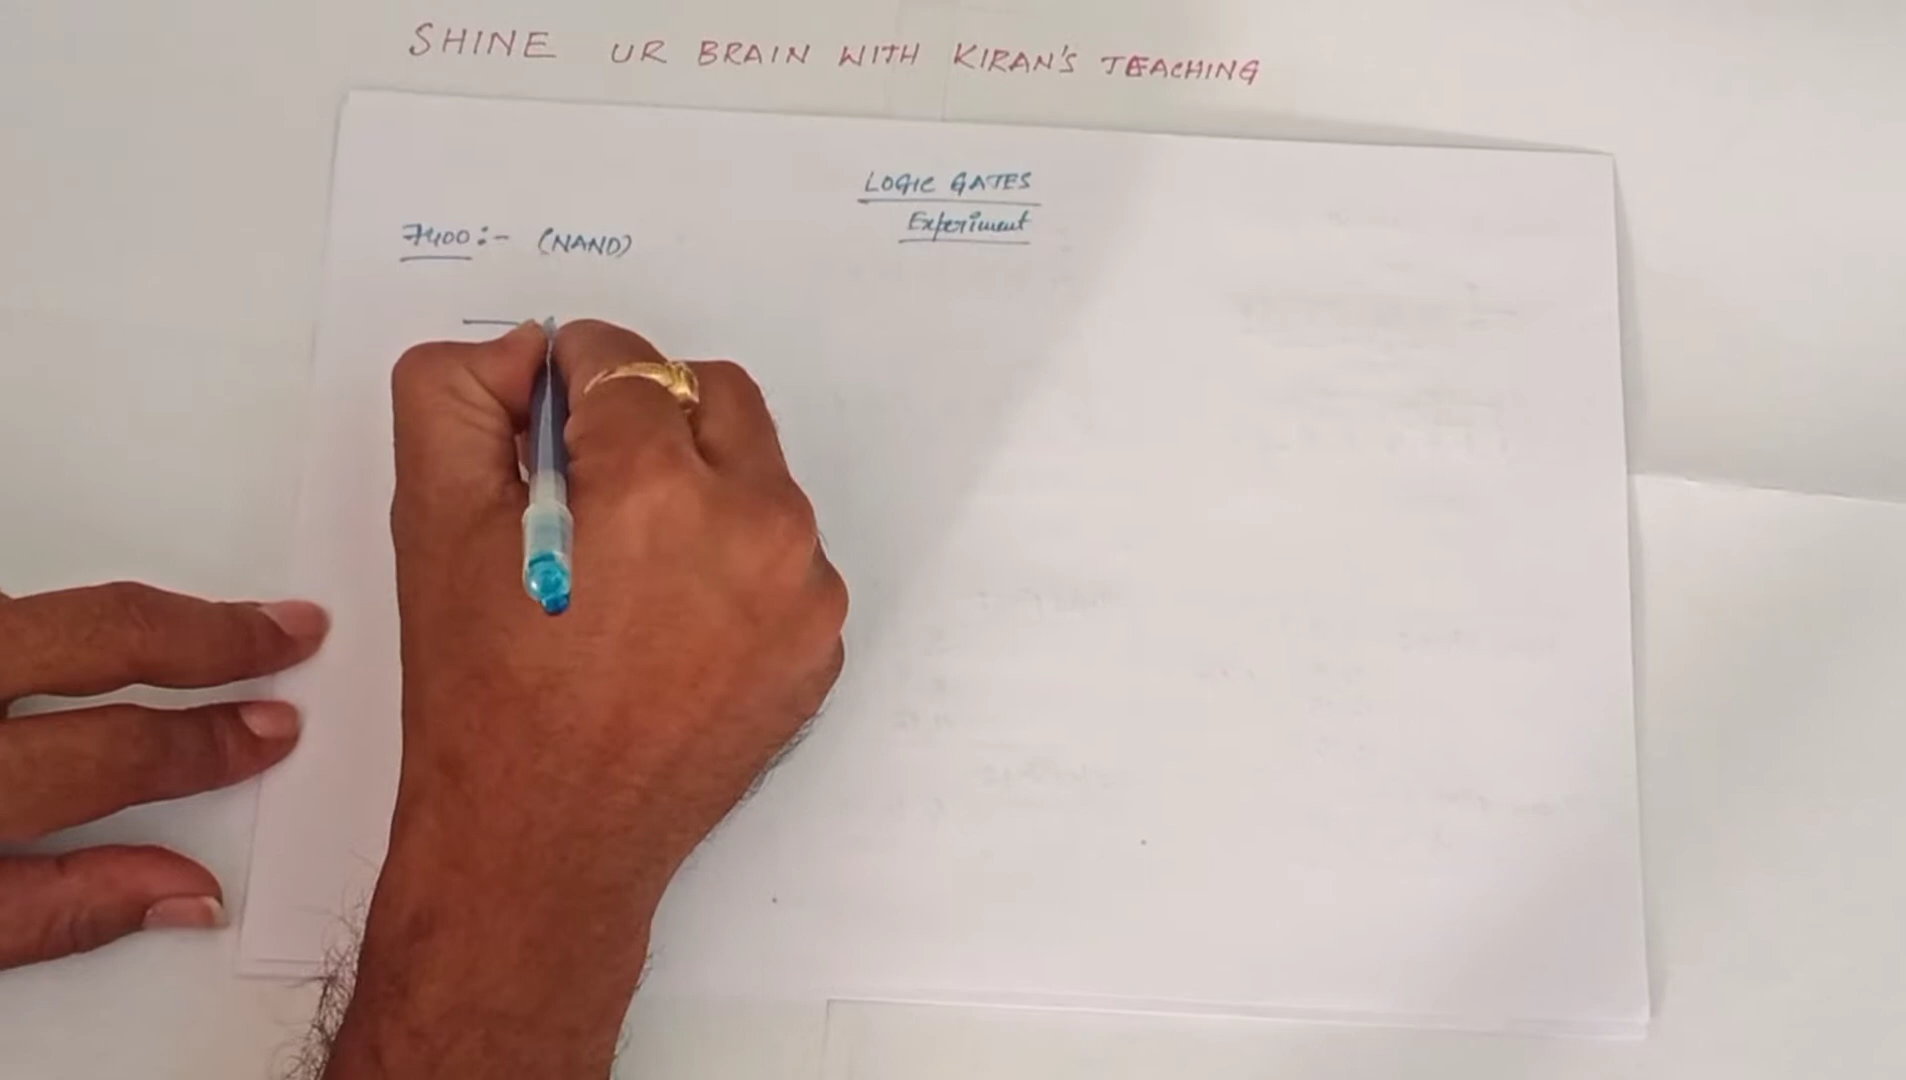 SHINE UR BRAIN WITH KIRAN'S TEACHING
LOGIC GATES
Experiment
7400:- (NAND)